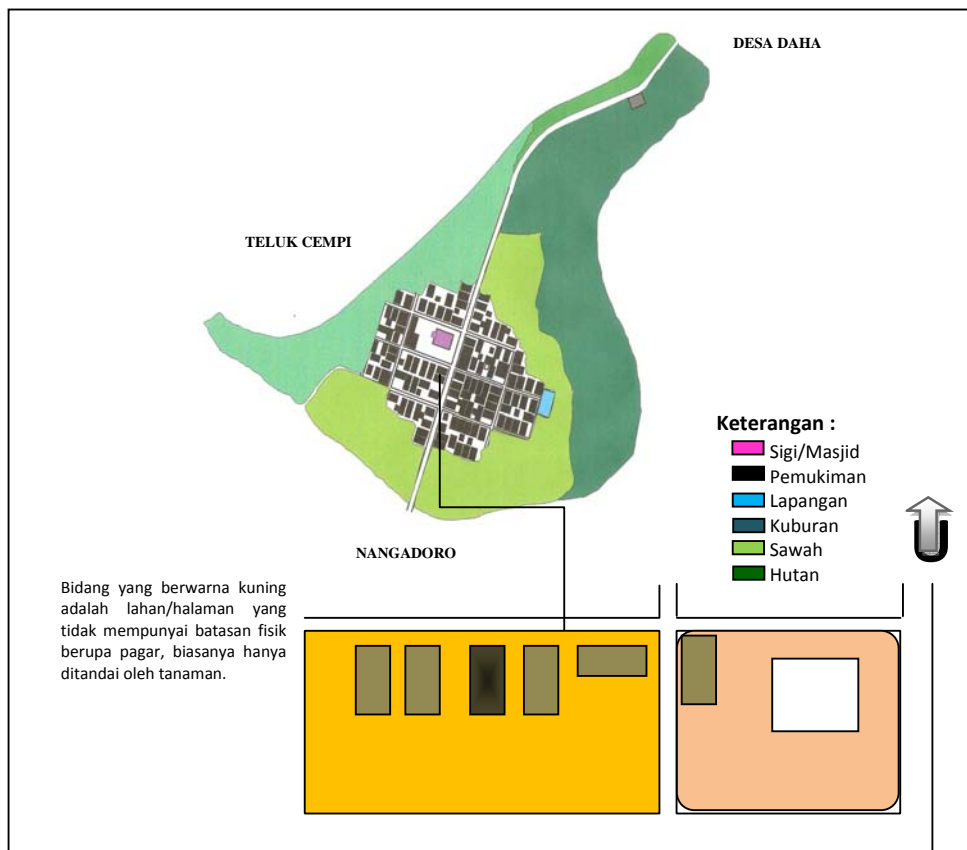 DESA DAHA
TELUK CEMPI
Keterangan :
Sigi/Masjid
Pemukiman
Lapangan
Kuburan
Sawah
Hutan
U
NANGADORO
Bidang yang berwarna kuning
adalah lahan/halaman yang
tidak mempunyai batasan fisik
berupa pagar, biasanya hanya
ditandai oleh tanaman.